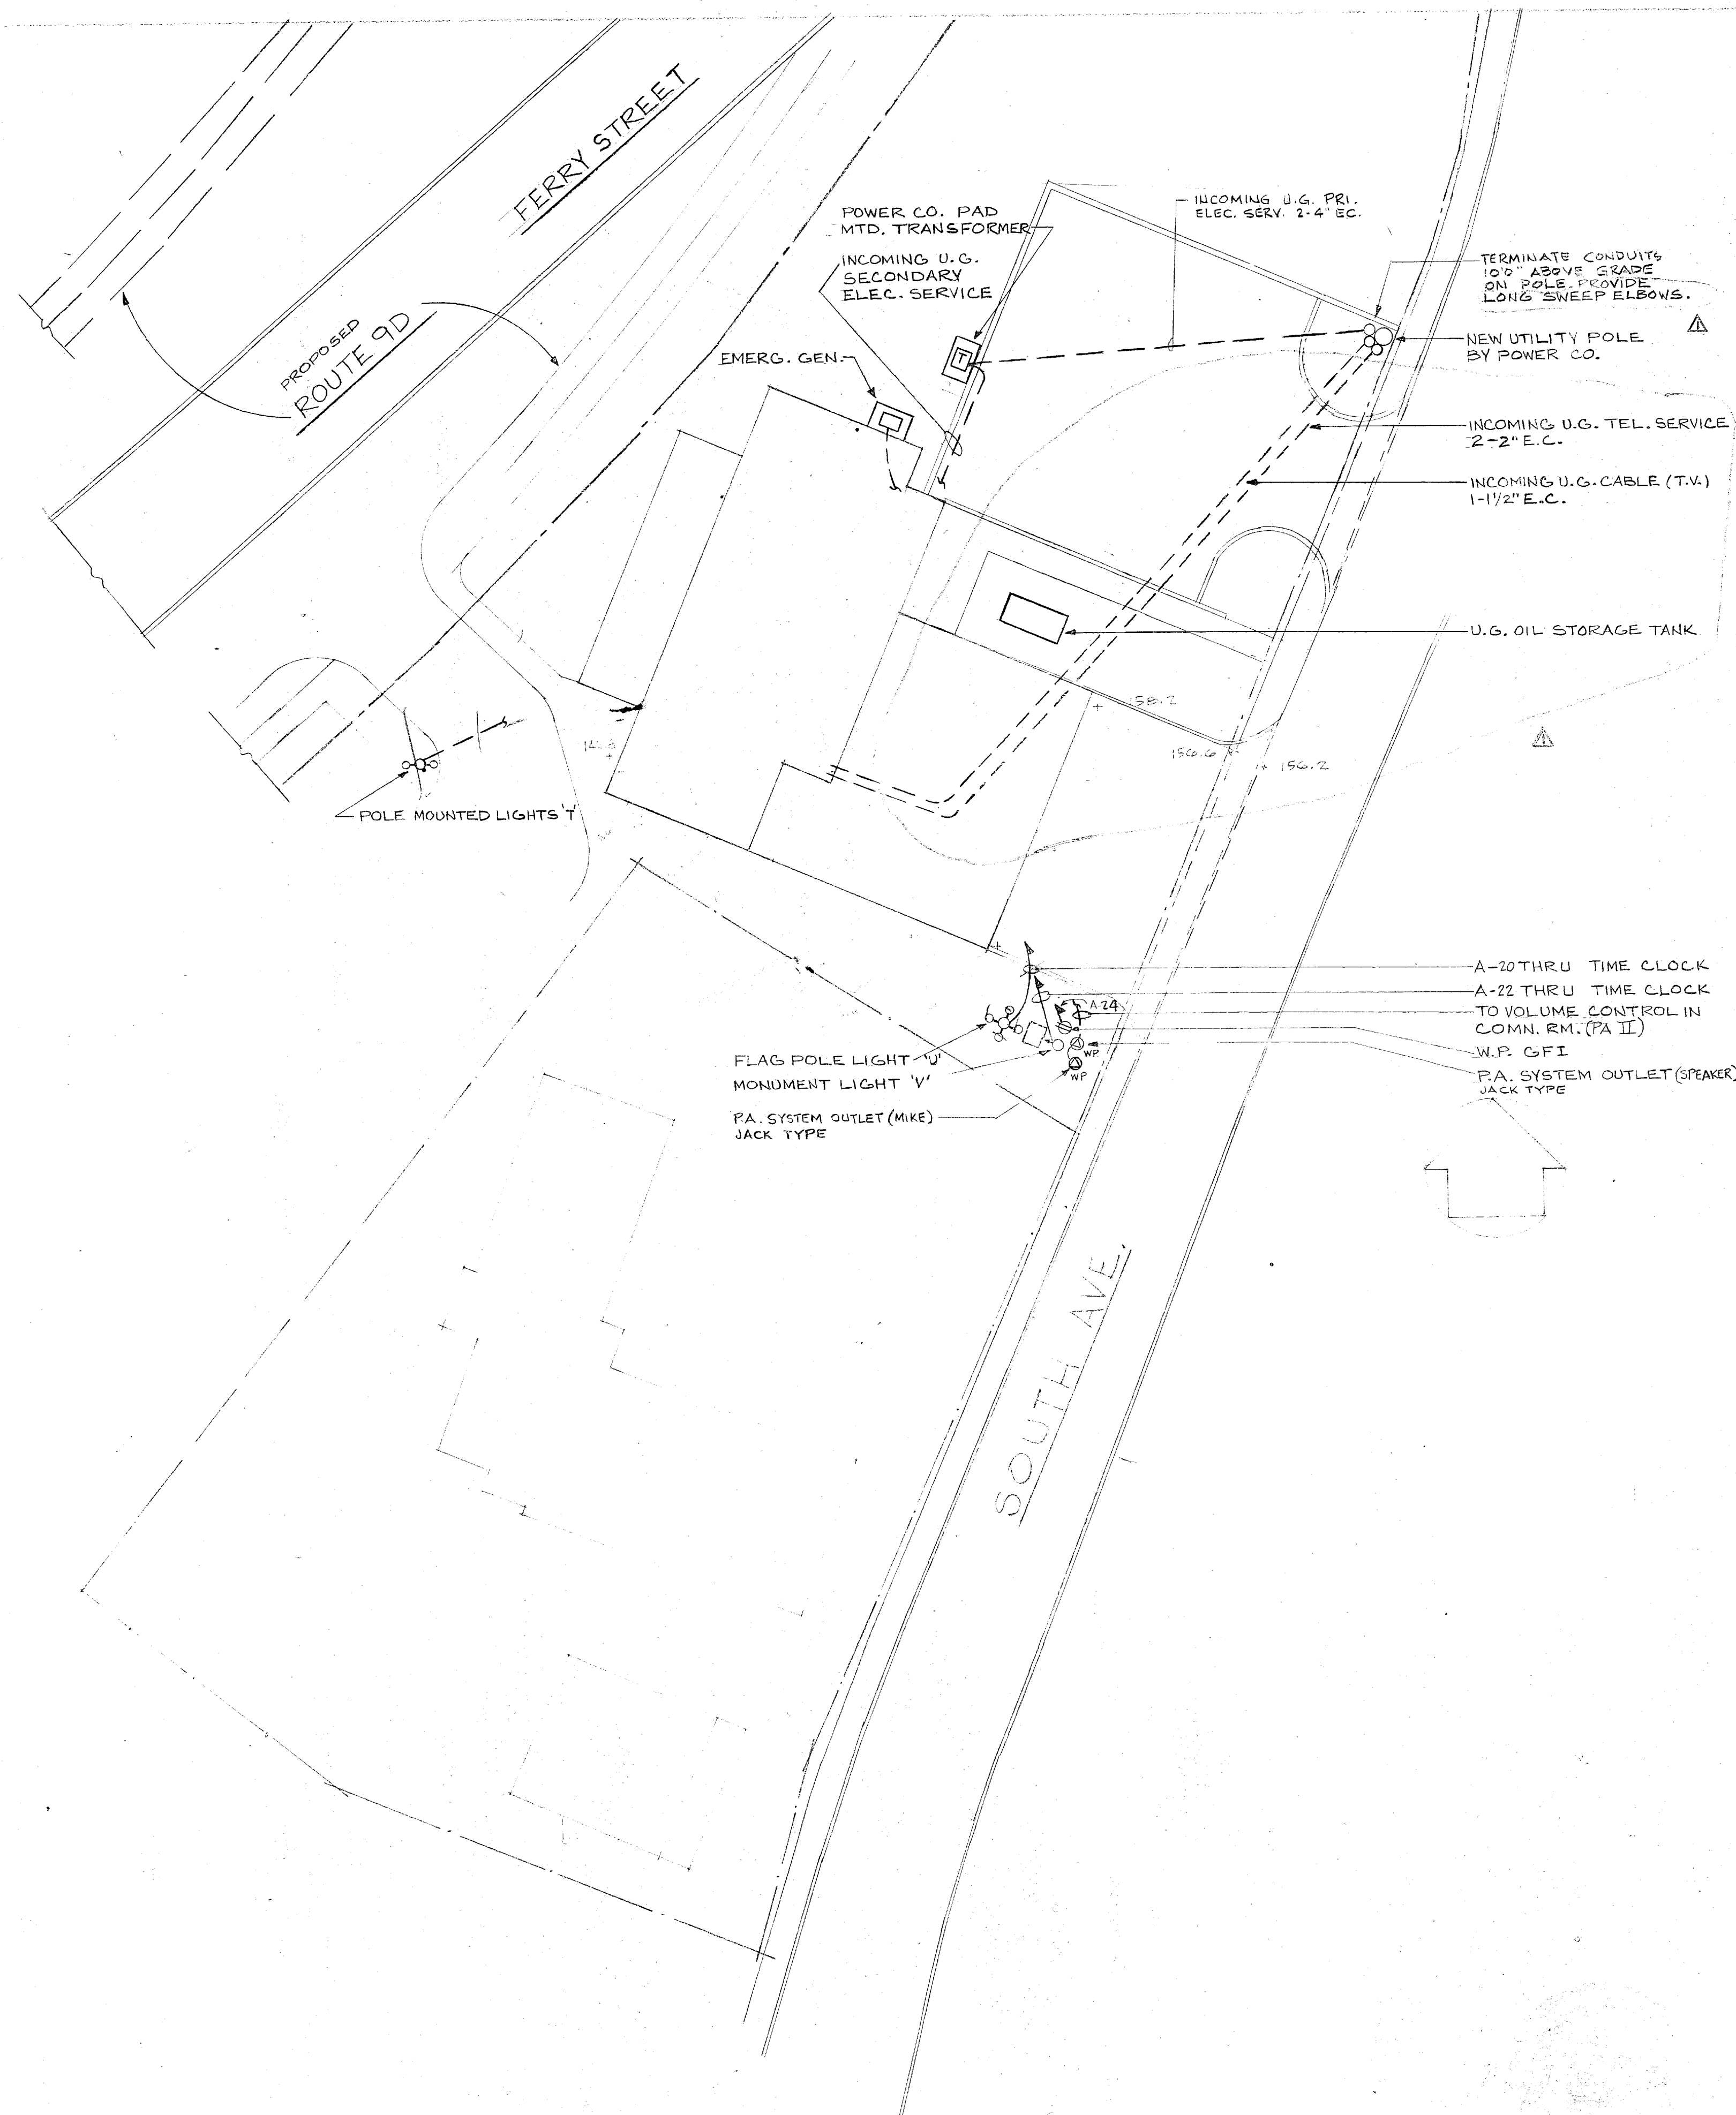 FERRY STREET
PROPOSED
ROUTE 9D
POWER CO. PAD
MTD. TRANSFORMER
INCOMING U.G.
SECONDARY
ELEC. SERVICE
EMERG. GEN.
INCOMING U.G. PRI.
ELEC. SERV. 2-4" EC.
TERMINATE CONDUITS
10'0" ABOVE GRADE
ON POLE. PROVIDE
LONG SWEEP ELBOWS.
1
NEW UTILITY POLE
BY POWER CO.
INCOMING U.G. TEL. SERVICE
2-2" E.C.
INCOMING U.G. CABLE (T.V.)
1-1 1/2" E.C.
U.G. OIL STORAGE TANK
T
158.2
156.6
156.2
1
POLE MOUNTED LIGHTS 'T'
A-20 THRU TIME CLOCK
A-22 THRU TIME CLOCK
TO VOLUME CONTROL IN
COMN. RM. (PA II)
W.P. GFI
P.A. SYSTEM OUTLET (SPEAKER)
JACK TYPE
A-24
WP
WP
FLAG POLE LIGHT 'U'
MONUMENT LIGHT 'V'
P.A. SYSTEM OUTLET (MIKE)
JACK TYPE
SOUTH AVE.